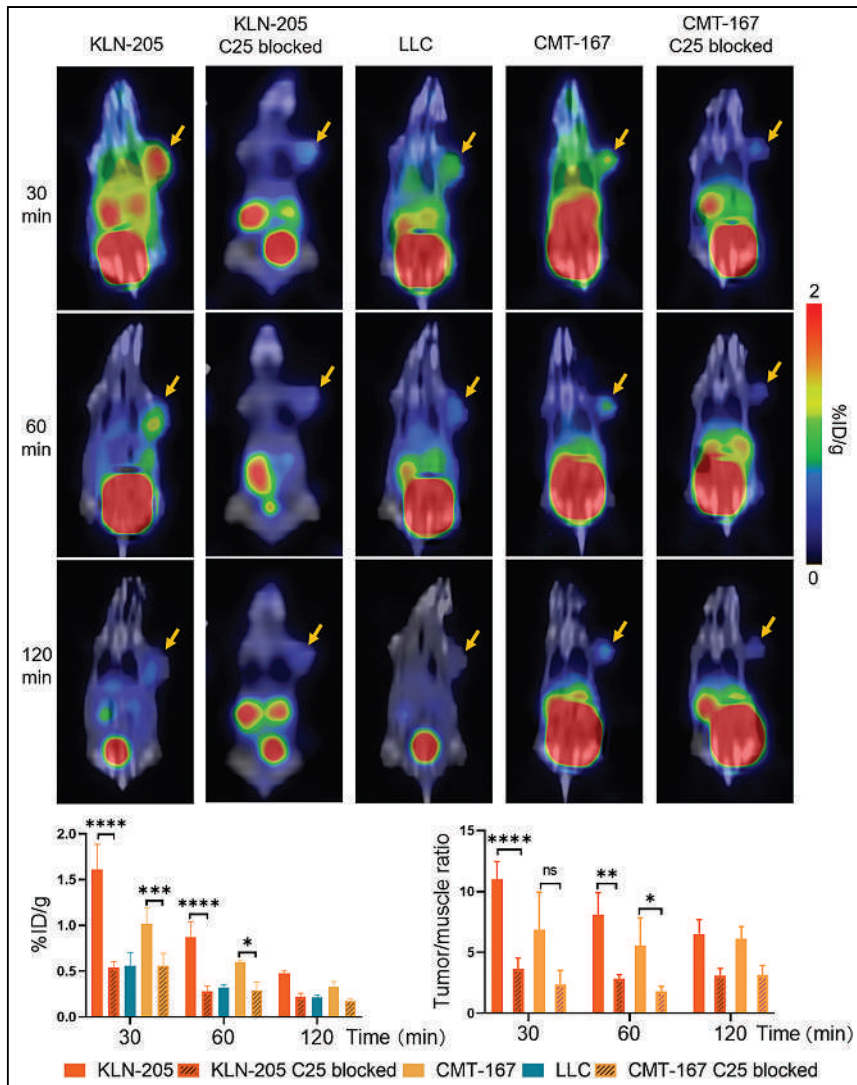 KLN-205
KLN-205
C25 blocked
LLC
CMT-167
CMT-167
C25 blocked
30
min
60
min
120
min
2
%ID/g
0
2.0
1.5
1.0
0.5
0.0
%ID/g
****
***
****
*
30
60
120
Time (min)
15
10
5
0
Tumor/muscle ratio
****
ns
**
*
30
60
120
Time (min)
KLN-205
KLN-205 C25 blocked
CMT-167
LLC
CMT-167 C25 blocked